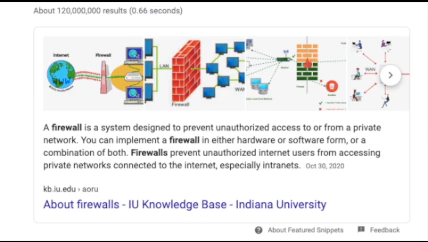 About 120,000,000 results (0.66 seconds)
Internet
Firewall
LAN
Firewall
WAN
WAN
A firewall is a system designed to prevent unauthorized access to or from a private
network. You can implement a firewall in either hardware or software form, or a
combination of both. Firewalls prevent unauthorized internet users from accessing
private networks connected to the internet, especially intranets. Oct 30, 2020
kb.iu.edu › aoru
About firewalls - IU Knowledge Base - Indiana University
About Featured Snippets
Feedback